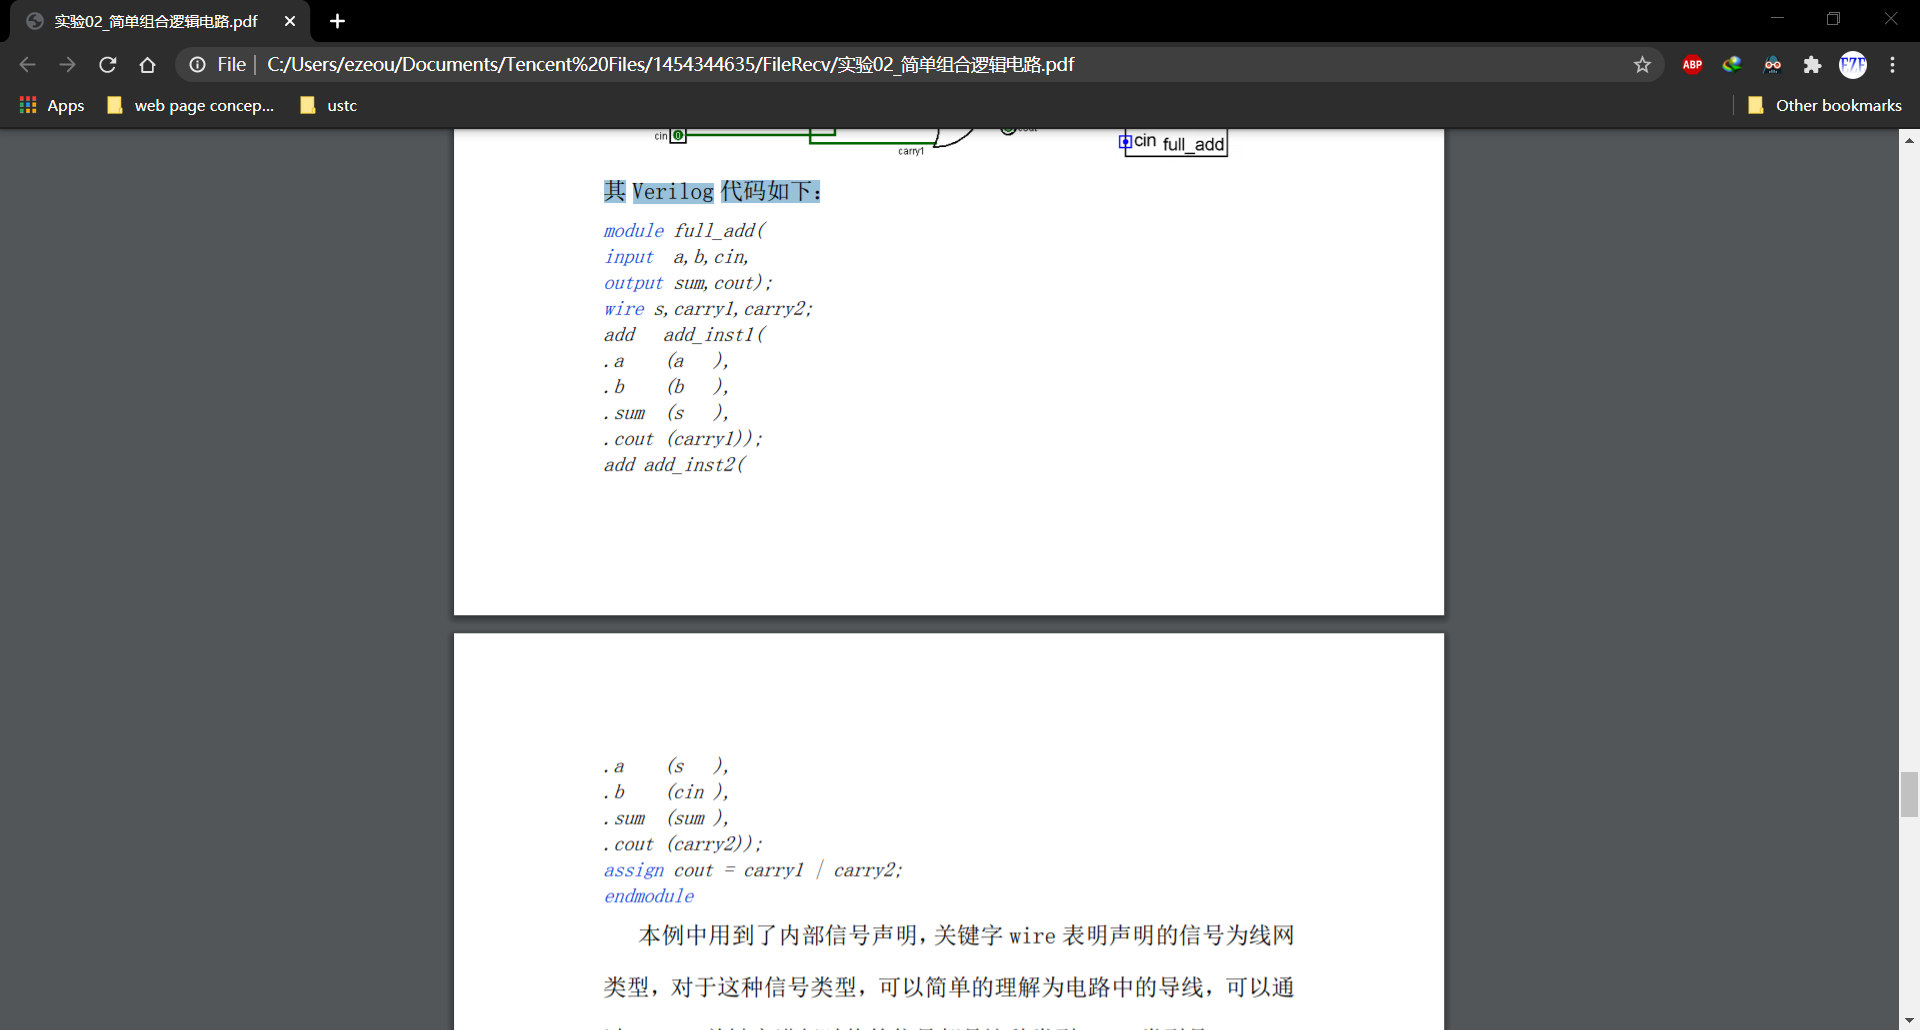 实验02_简单组合逻辑电路.pdf
File | C:/Users/ezeou/Documents/Tencent%20Files/1454344635/FileRecv/实验02_简单组合逻辑电路.pdf
ABP
EZE
Apps web page concep... ustc Other bookmarks
cin 0 carry1
cin full_add
其 Verilog 代码如下：
module full_add(
input a,b,cin,
output sum,cout);
wire s,carry1,carry2;
add add_inst1(
.a (a ),
.b (b ),
.sum (s ),
.cout (carry1));
add add_inst2(
.a (s ),
.b (cin ),
.sum (sum ),
.cout (carry2));
assign cout = carry1 | carry2;
endmodule
本例中用到了内部信号声明，关键字 wire 表明声明的信号为线网
类型，对于这种信号类型，可以简单的理解为电路中的导线，可以通